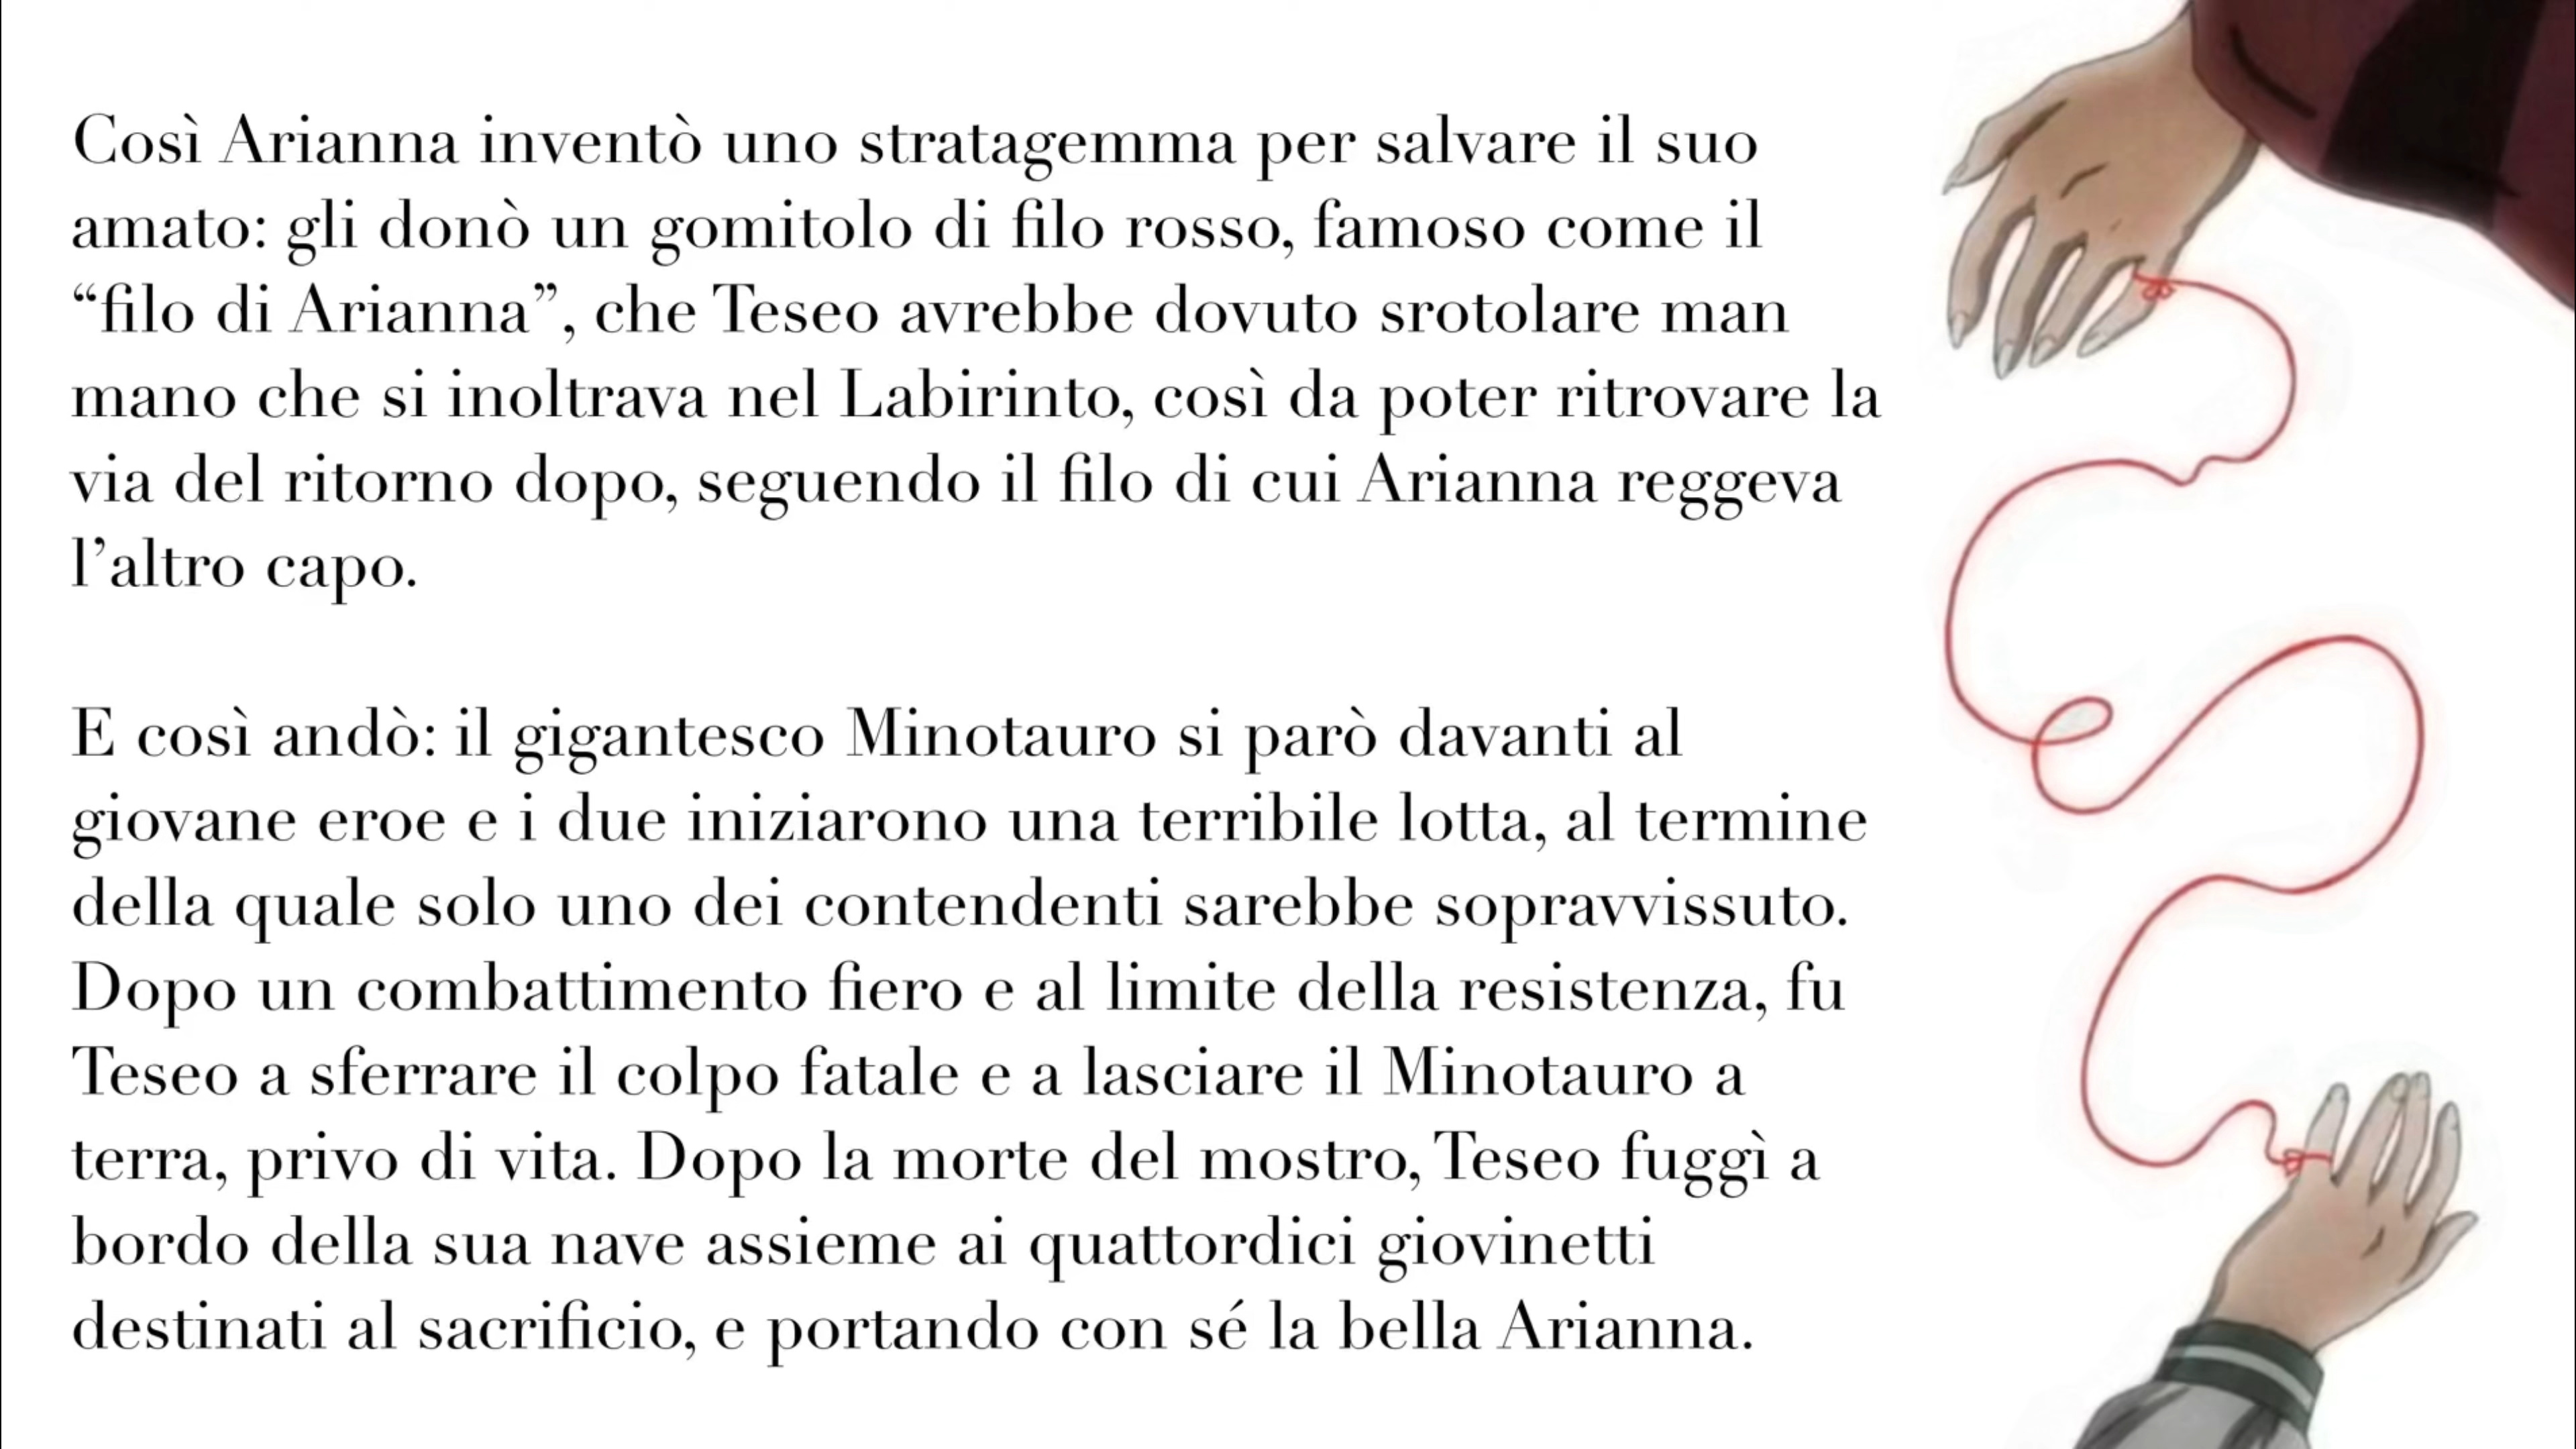 Così Arianna inventò uno stratagemma per salvare il suo
amato: gli donò un gomitolo di filo rosso, famoso come il
“filo di Arianna”, che Teseo avrebbe dovuto srotolare man
mano che si inoltrava nel Labirinto, così da poter ritrovare la
via del ritorno dopo, seguendo il filo di cui Arianna reggeva
l’altro capo.
E così andò: il gigantesco Minotauro si parò davanti al
giovane eroe e i due iniziarono una terribile lotta, al termine
della quale solo uno dei contendenti sarebbe sopravvissuto.
Dopo un combattimento fiero e al limite della resistenza, fu
Teseo a sferrare il colpo fatale e a lasciare il Minotauro a
terra, privo di vita. Dopo la morte del mostro, Teseo fuggì a
bordo della sua nave assieme ai quattordici giovinetti
destinati al sacrificio, e portando con sé la bella Arianna.